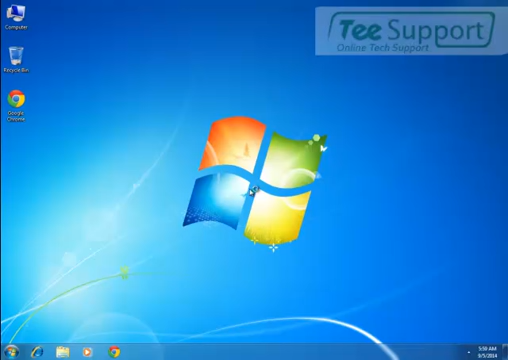 Tee Support
Online Tech Support
Computer
Recycle Bin
Google
Chrome
5:59 AM
9/5/2014